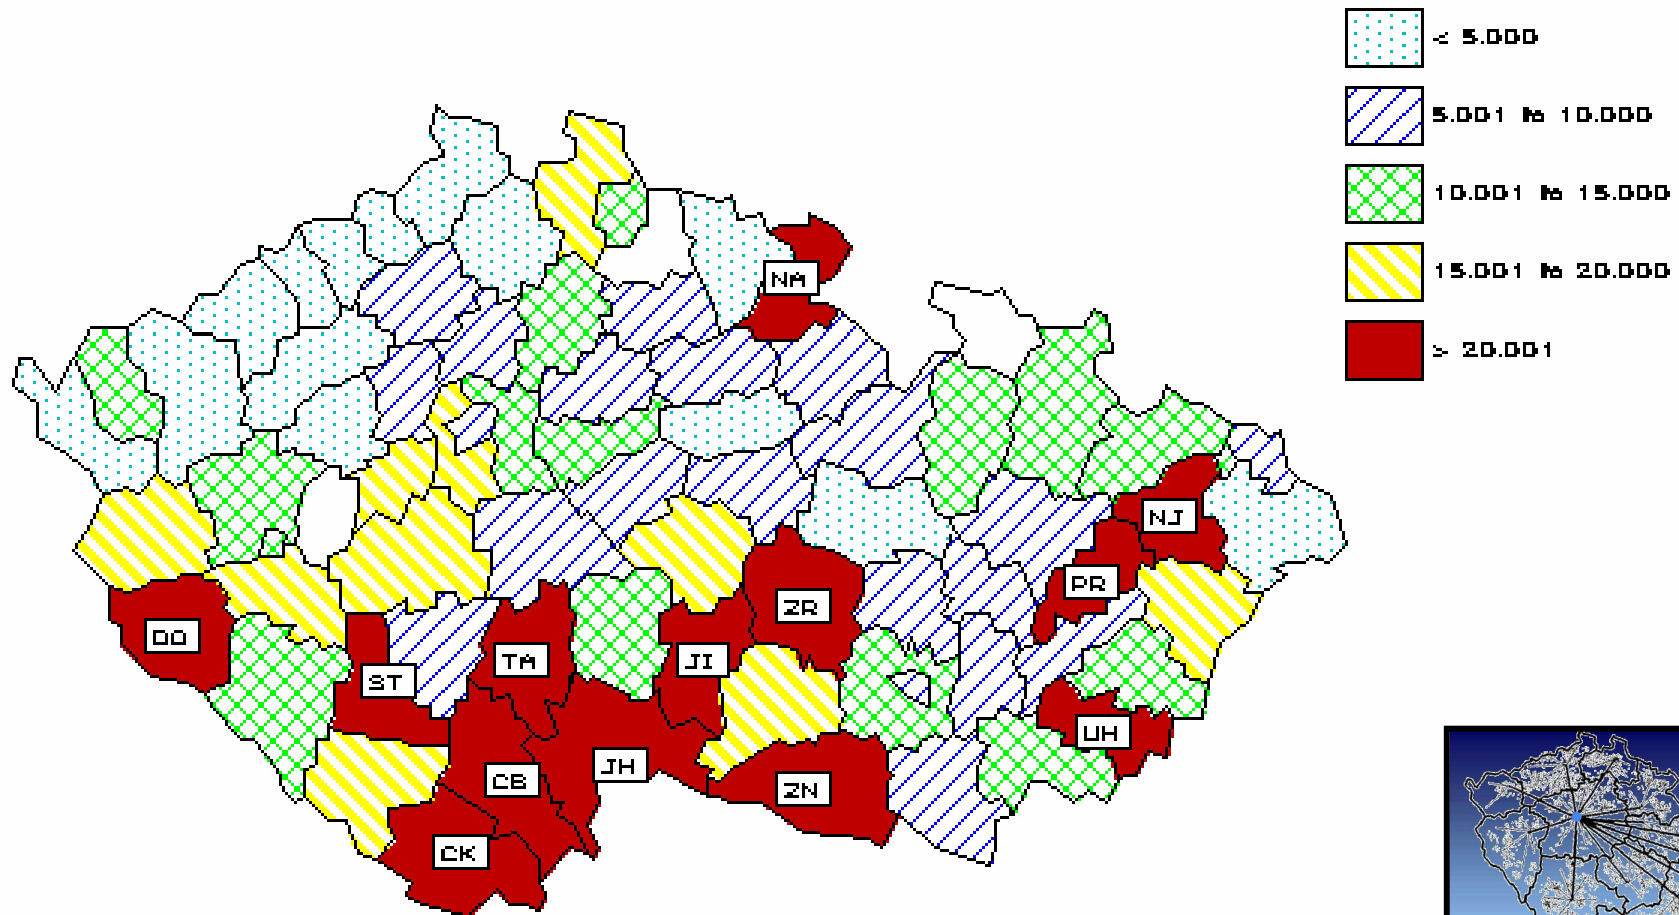 < 5.000
5.001 to 10.000
10.001 to 15.000
15.001 to 20.000
> 20.001
NA
NJ
PR
ZR
DO
TA
JI
ST
UH
JH
CB
ZN
CK